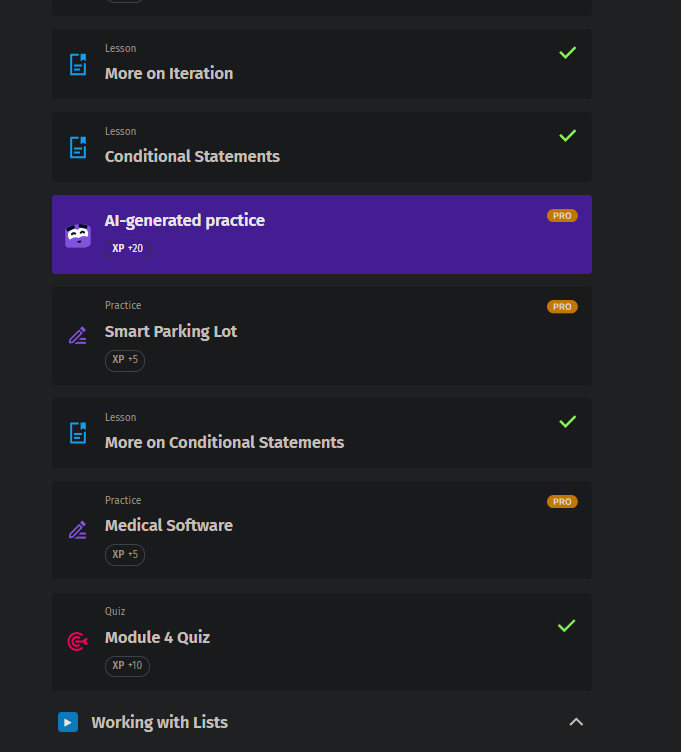 Lesson
More on Iteration
Lesson
Conditional Statements
AI-generated practice
PRO
XP +20
Practice
PRO
Smart Parking Lot
XP +5
Lesson
More on Conditional Statements
Practice
PRO
Medical Software
XP +5
Quiz
Module 4 Quiz
XP +10
Working with Lists